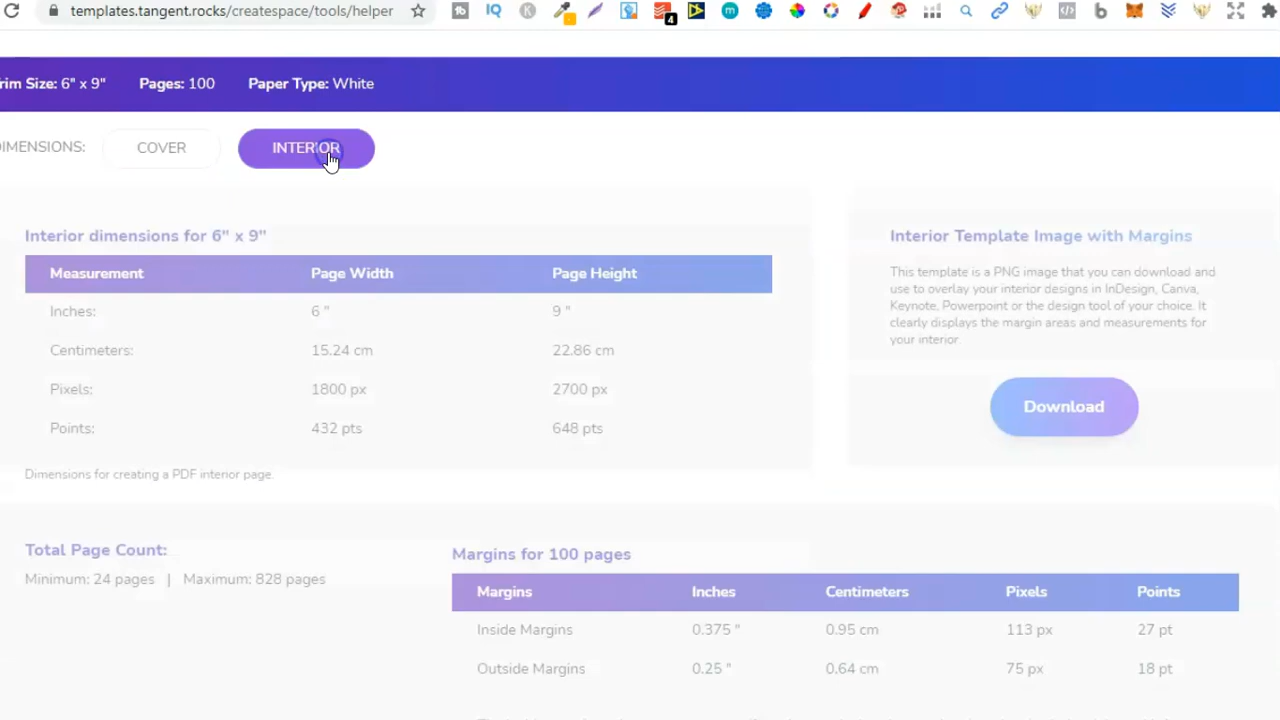 templates.tangent.rocks/createspace/tools/helper
4
rim Size: 6" x 9" Pages: 100 Paper Type: White
DIMENSIONS: COVER INTERIOR
Interior dimensions for 6" x 9"
Measurement Page Width Page Height
Inches: 6 " 9 "
Centimeters: 15.24 cm 22.86 cm
Pixels: 1800 px 2700 px
Points: 432 pts 648 pts
Dimensions for creating a PDF interior page.
Interior Template Image with Margins
This template is a PNG image that you can download and
use to overlay your interior designs in InDesign, Canva,
Keynote, Powerpoint or the design tool of your choice. It
clearly displays the margin areas and measurements for
your interior.
Download
Total Page Count:
Minimum: 24 pages | Maximum: 828 pages
Margins for 100 pages
Margins Inches Centimeters Pixels Points
Inside Margins 0.375 " 0.95 cm 113 px 27 pt
Outside Margins 0.25 " 0.64 cm 75 px 18 pt